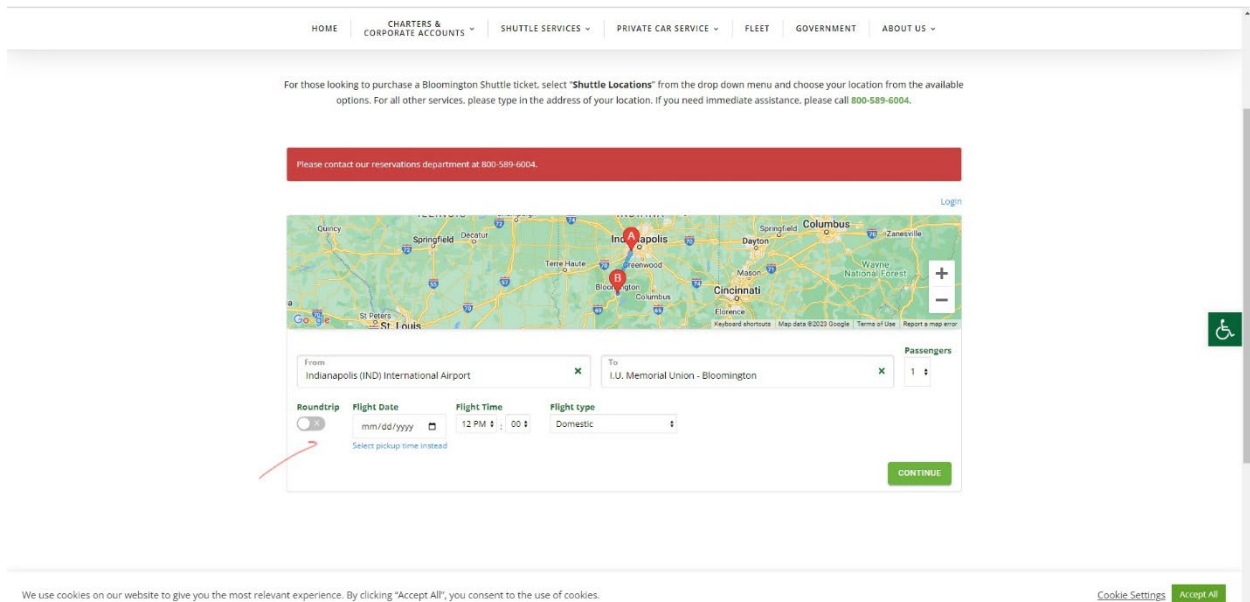 HOME
CHARTERS &
CORPORATE ACCOUNTS
SHUTTLE SERVICES
PRIVATE CAR SERVICE
FLEET
GOVERNMENT
ABOUT US
For those looking to purchase a Bloomington Shuttle ticket, select "Shuttle Locations" from the drop down menu and choose your location from the available
options. For all other services, please type in the address of your location. If you need immediate assistance, please call 800-589-6004.
Please contact our reservations department at 800-589-6004.
Login
Quincy
Springfield
Decatur
Indianapolis
A
Springfield
Columbus
Zanesville
Dayton
Terre Haute
Greenwood
B
Bloomington
Columbus
Mason
Cincinnati
Wayne
National Forest
Florence
St Peters
St. Louis
Google
Keyboard shortcuts
Map data ©2023 Google
Terms of Use
Report a map error
From
Indianapolis (IND) International Airport
To
I.U. Memorial Union - Bloomington
Passengers
1
Roundtrip
Flight Date
Flight Time
Flight type
mm/dd/yyyy
12 PM : 00
Domestic
Select pickup time instead
CONTINUE
We use cookies on our website to give you the most relevant experience. By clicking "Accept All", you consent to the use of cookies.
Cookie Settings
Accept All